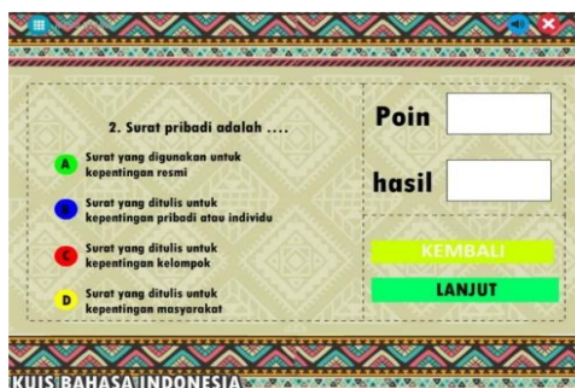 2. Surat pribadi adalah ....
A
Surat yang digunakan untuk
kepentingan resmi
B
Surat yang ditulis untuk
kepentingan pribadi atau individu
C
Surat yang ditulis untuk
kepentingan kelompok
D
Surat yang ditulis untuk
kepentingan masyarakat
Poin
hasil
KEMBALI
LANJUT
KUIS BAHASA INDONESIA